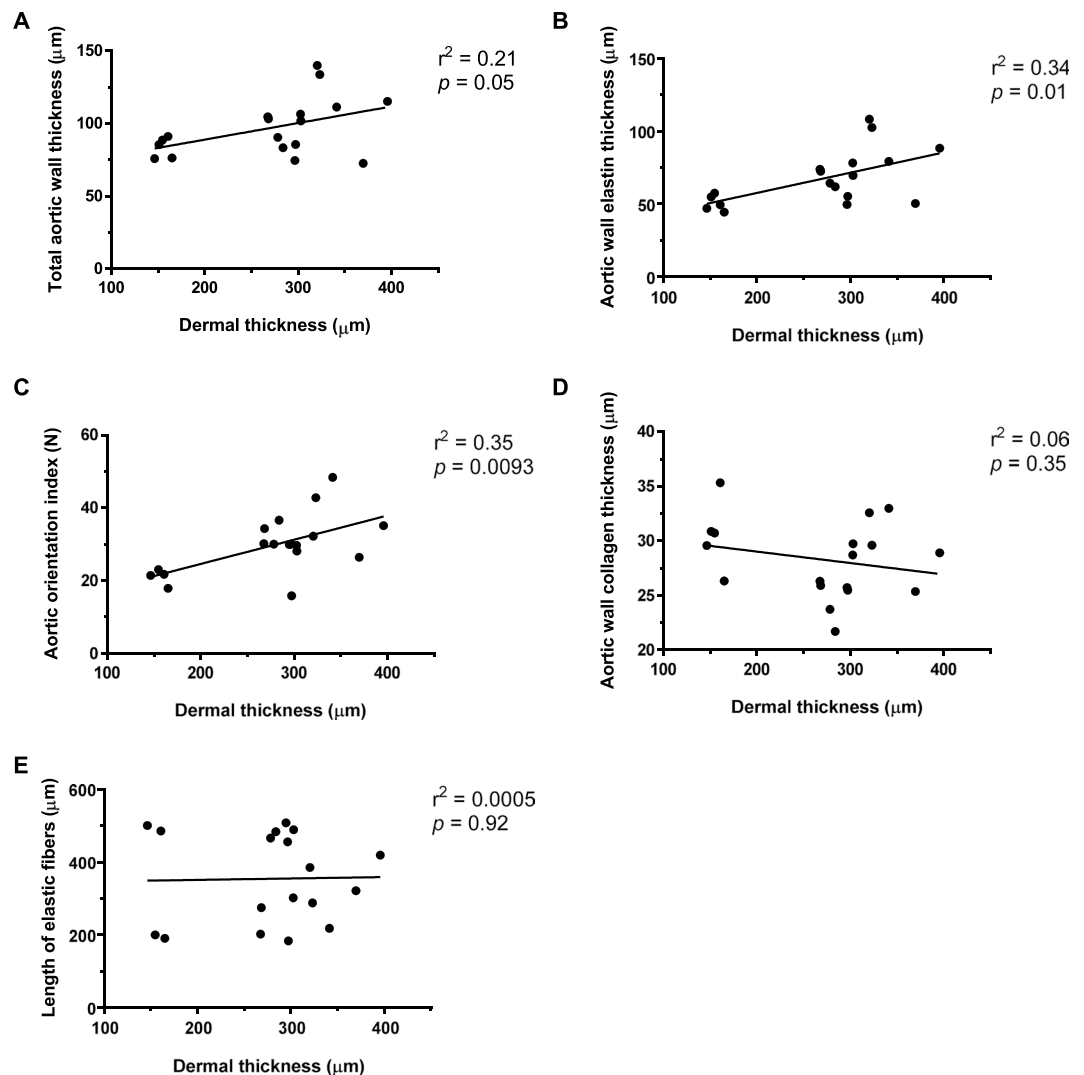 A
Total aortic wall thickness (μm)
150
100
50
0
100 200 300 400
Dermal thickness (μm)
r² = 0.21
p = 0.05
B
Aortic wall elastin thickness (μm)
150
100
50
0
100 200 300 400
Dermal thickness (μm)
r² = 0.34
p = 0.01
C
Aortic orientation index (N)
60
40
20
0
100 200 300 400
Dermal thickness (μm)
r² = 0.35
p = 0.0093
D
Aortic wall collagen thickness (μm)
40
35
30
25
20
100 200 300 400
Dermal thickness (μm)
r² = 0.06
p = 0.35
E
Length of elastic fibers (μm)
600
400
200
0
100 200 300 400
Dermal thickness (μm)
r² = 0.0005
p = 0.92